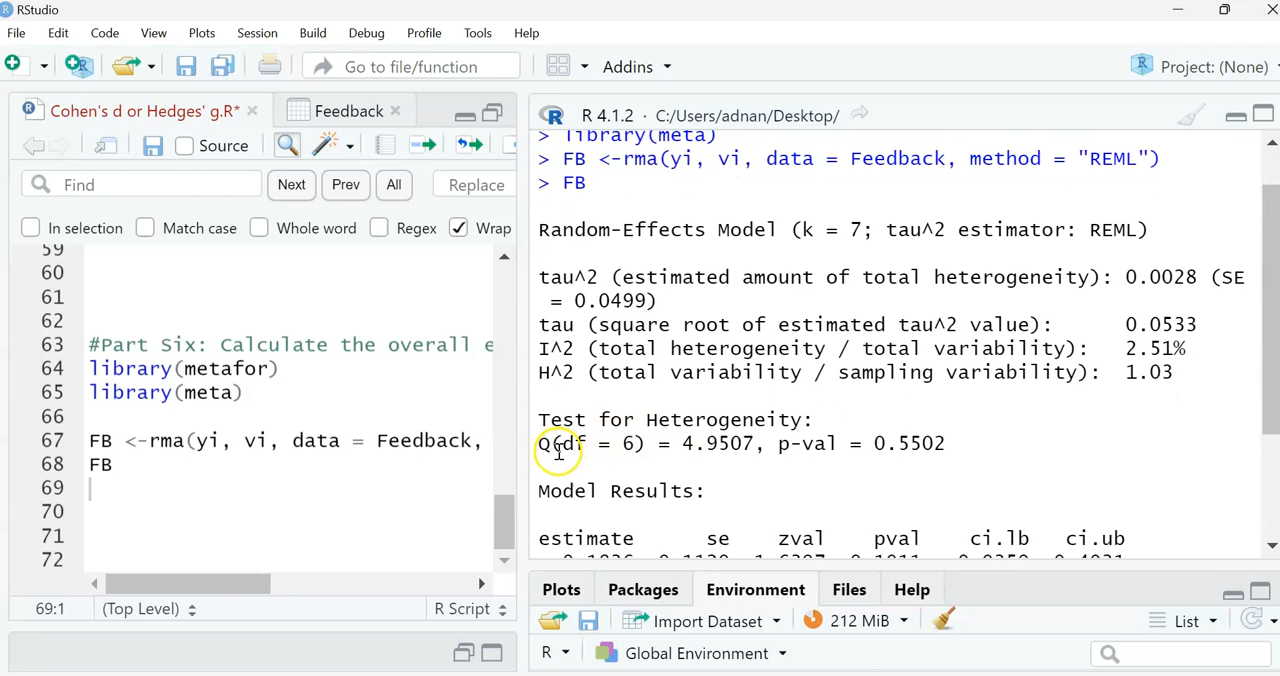 RStudio
File Edit Code View Plots Session Build Debug Profile Tools Help
Go to file/function Addins Project: (None)
Cohen's d or Hedges' g.R* Feedback
Source
Find Next Prev All Replace
In selection Match case Whole word Regex Wrap
59
60
61
62
63 #Part Six: Calculate the overall e
64 library(metafor)
65 library(meta)
66
67 FB <-rma(yi, vi, data = Feedback,
68 FB
69
70
71
72
69:1 (Top Level) R Script
R 4.1.2 · C:/Users/adnan/Desktop/
> library(meta)
> FB <-rma(yi, vi, data = Feedback, method = "REML")
> FB
Random-Effects Model (k = 7; tau^2 estimator: REML)
tau^2 (estimated amount of total heterogeneity): 0.0028 (SE
= 0.0499)
tau (square root of estimated tau^2 value): 0.0533
I^2 (total heterogeneity / total variability): 2.51%
H^2 (total variability / sampling variability): 1.03
Test for Heterogeneity:
Q(df = 6) = 4.9507, p-val = 0.5502
Model Results:
estimate se zval pval ci.lb ci.ub
Plots Packages Environment Files Help
Import Dataset 212 MiB List
R Global Environment